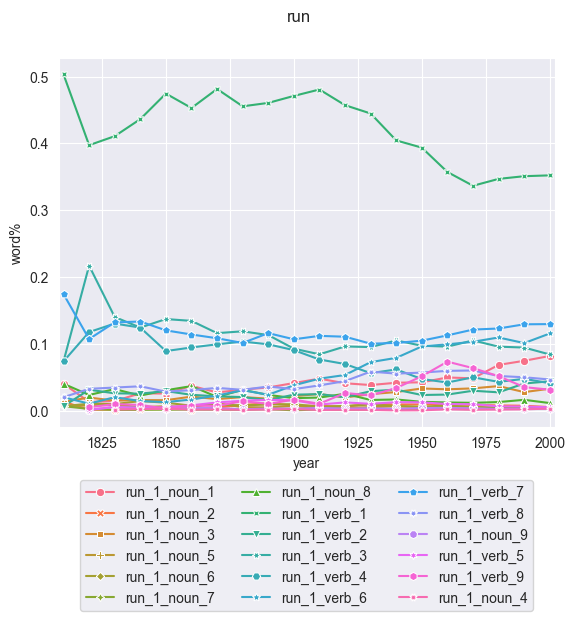 run
0.5
0.4
0.3
0.2
0.1
0.0
word%
1825 1850 1875 1900 1925 1950 1975 2000
year
run_1_noun_1 run_1_noun_8 run_1_verb_7
run_1_noun_2 run_1_verb_1 run_1_verb_8
run_1_noun_3 run_1_verb_2 run_1_noun_9
run_1_noun_5 run_1_verb_3 run_1_verb_5
run_1_noun_6 run_1_verb_4 run_1_verb_9
run_1_noun_7 run_1_verb_6 run_1_noun_4